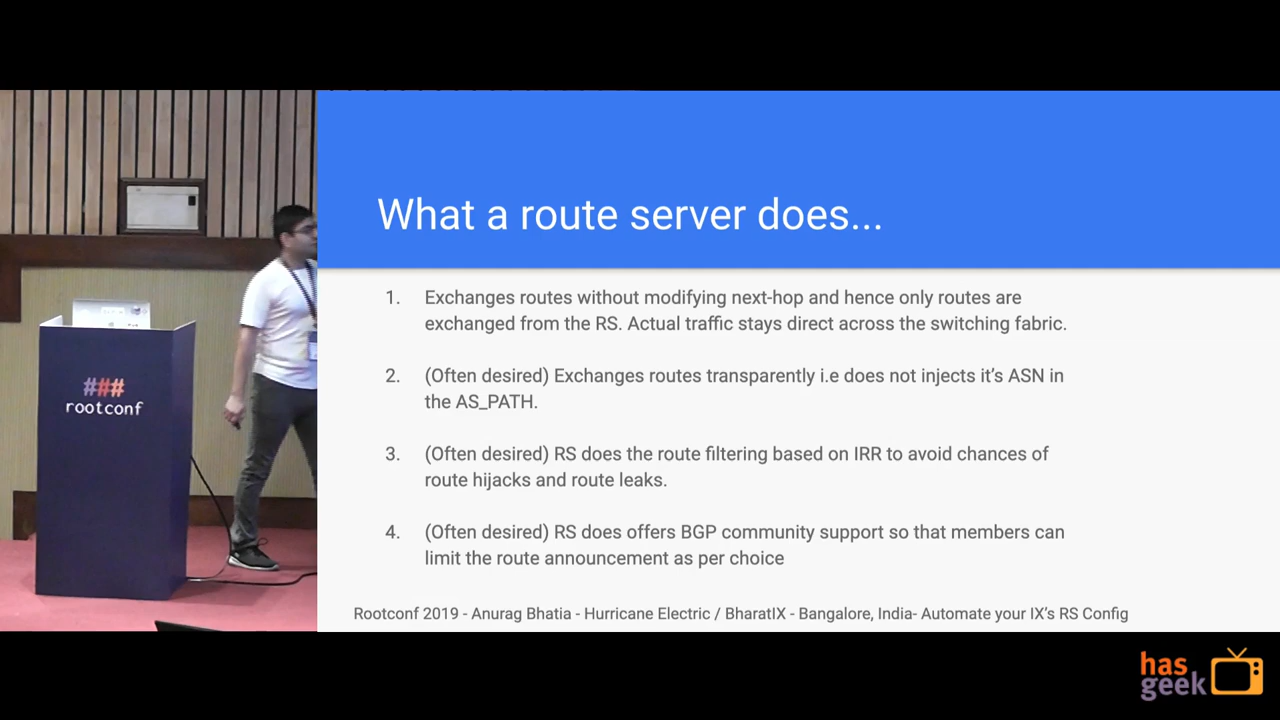 What a route server does...
1. Exchanges routes without modifying next-hop and hence only routes are
exchanged from the RS. Actual traffic stays direct across the switching fabric.
2. (Often desired) Exchanges routes transparently i.e does not injects it's ASN in
the AS_PATH.
3. (Often desired) RS does the route filtering based on IRR to avoid chances of
route hijacks and route leaks.
4. (Often desired) RS does offers BGP community support so that members can
limit the route announcement as per choice
Rootconf 2019 - Anurag Bhatia - Hurricane Electric / BharatIX - Bangalore, India- Automate your IX's RS Config
###
rootconf
has
geek